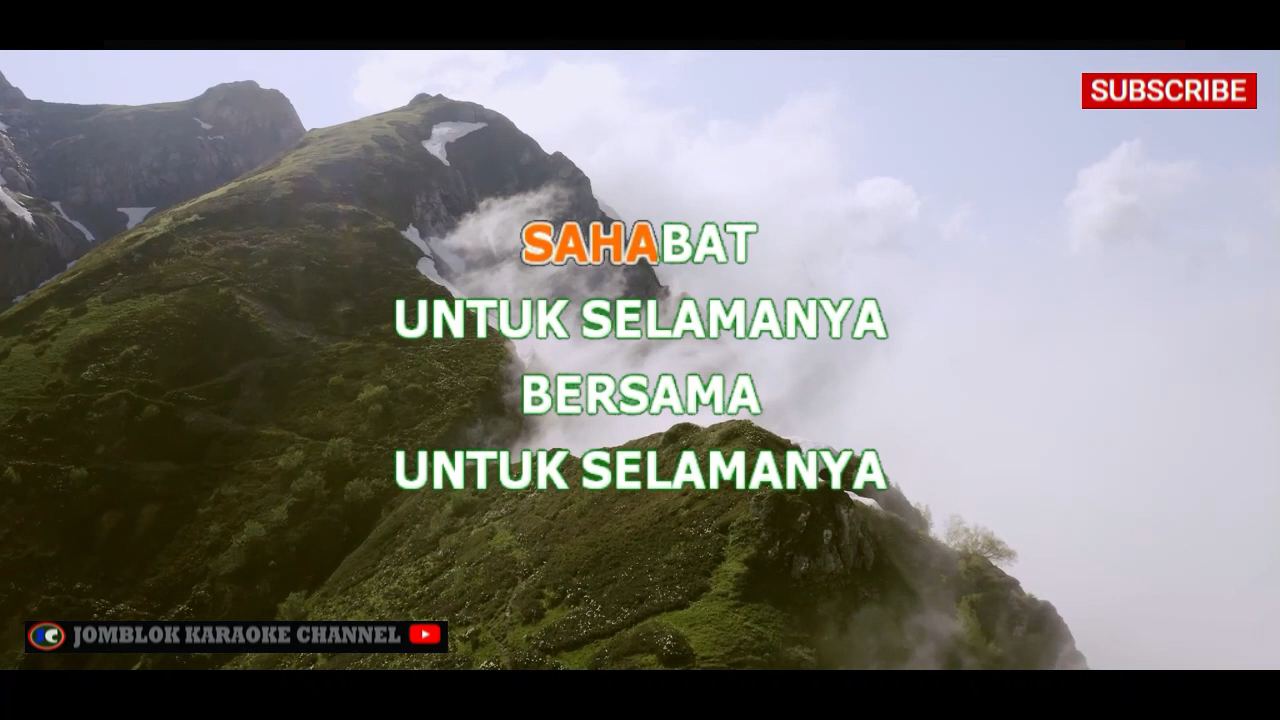 SUBSCRIBE
SAHABAT
UNTUK SELAMANYA
BERSAMA
UNTUK SELAMANYA
JOMBLOK KARAOKE CHANNEL